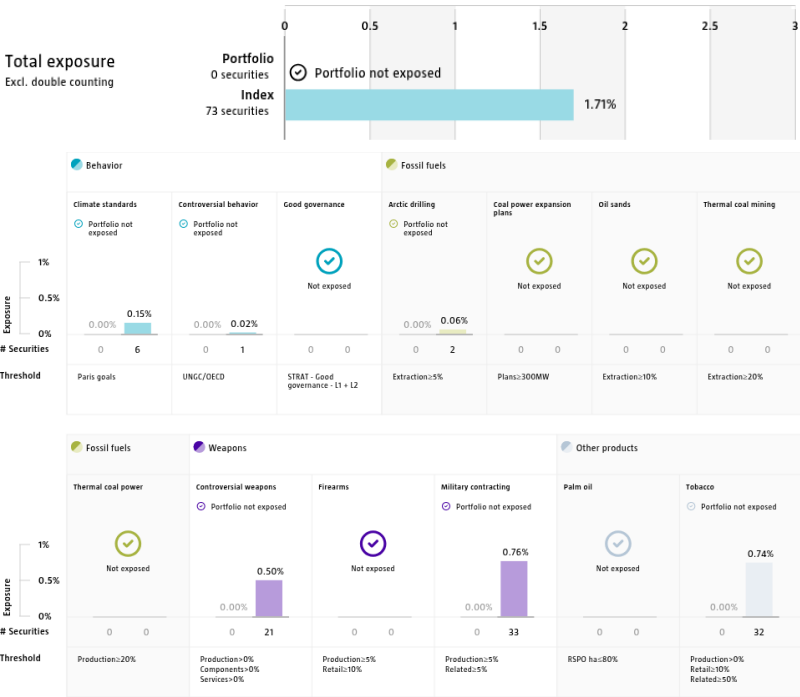 0 0.5 1 1.5 2 2.5 3
Total exposure
Excl. double counting
Portfolio
0 securities
Portfolio not exposed
Index
73 securities
1.71%
Behavior
Fossil fuels
Climate standards
Controversial behavior
Good governance
Arctic drilling
Coal power expansion
plans
Oil sands
Thermal coal mining
Portfolio not
exposed
Portfolio not
exposed
Portfolio not
exposed
Not exposed
Not exposed
Not exposed
Not exposed
Exposure
1%
0.5%
0%
0.00% 0.15%
0.00% 0.02%
0.00% 0.06%
# Securities 0 6 0 1 0 0 0 2 0 0 0 0 0 0
Threshold
Paris goals
UNGC/OECD
STRAT - Good
governance - L1 + L2
Extraction≥5%
Plans≥300MW
Extraction≥10%
Extraction≥20%
Fossil fuels
Weapons
Other products
Thermal coal power
Controversial weapons
Firearms
Military contracting
Palm oil
Tobacco
Portfolio not exposed
Portfolio not exposed
Portfolio not exposed
Not exposed
Not exposed
Not exposed
Exposure
1%
0.5%
0%
0.00% 0.50%
0.00% 0.76%
0.00% 0.74%
# Securities 0 0 0 21 0 0 0 33 0 0 0 32
Threshold
Production≥20%
Production>0%
Components>0%
Services>0%
Production≥5%
Retail≥10%
Production≥5%
Related≥5%
RSPO ha≤80%
Production>0%
Retail≥10%
Related≥50%